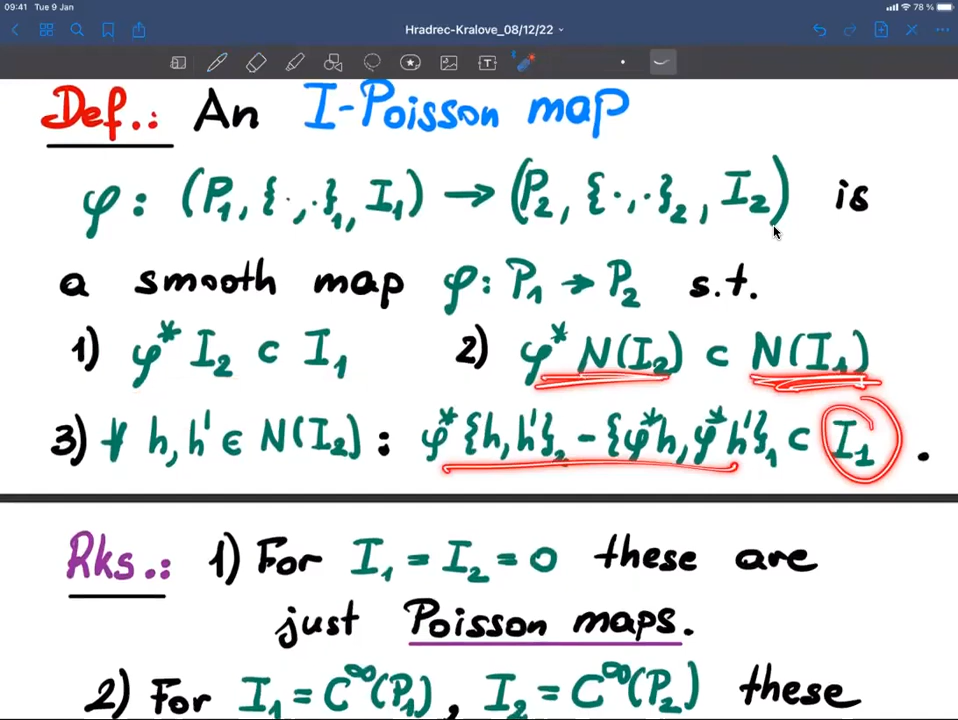 09:41 Tue 9 Jan
78 %
Hradrec-Kralove_08/12/22
Def.: An I-Poisson map
φ: (P₁, {·,·}₁, I₁) → (P₂, {·,·}₂, I₂) is
a smooth map φ: P₁ → P₂ s.t.
1) φ* I₂ ⊂ I₁ 2) φ* N(I₂) ⊂ N(I₁)
3) ∀ h, h' ∈ N(I₂) : φ*{h, h'}₂ - {φ*h, φ*h'}₁ ⊂ I₁ .
Rks.: 1) For I₁ = I₂ = 0 these are
just Poisson maps.
2) For I₁ = C^∞(P₁), I₂ = C^∞(P₂) these